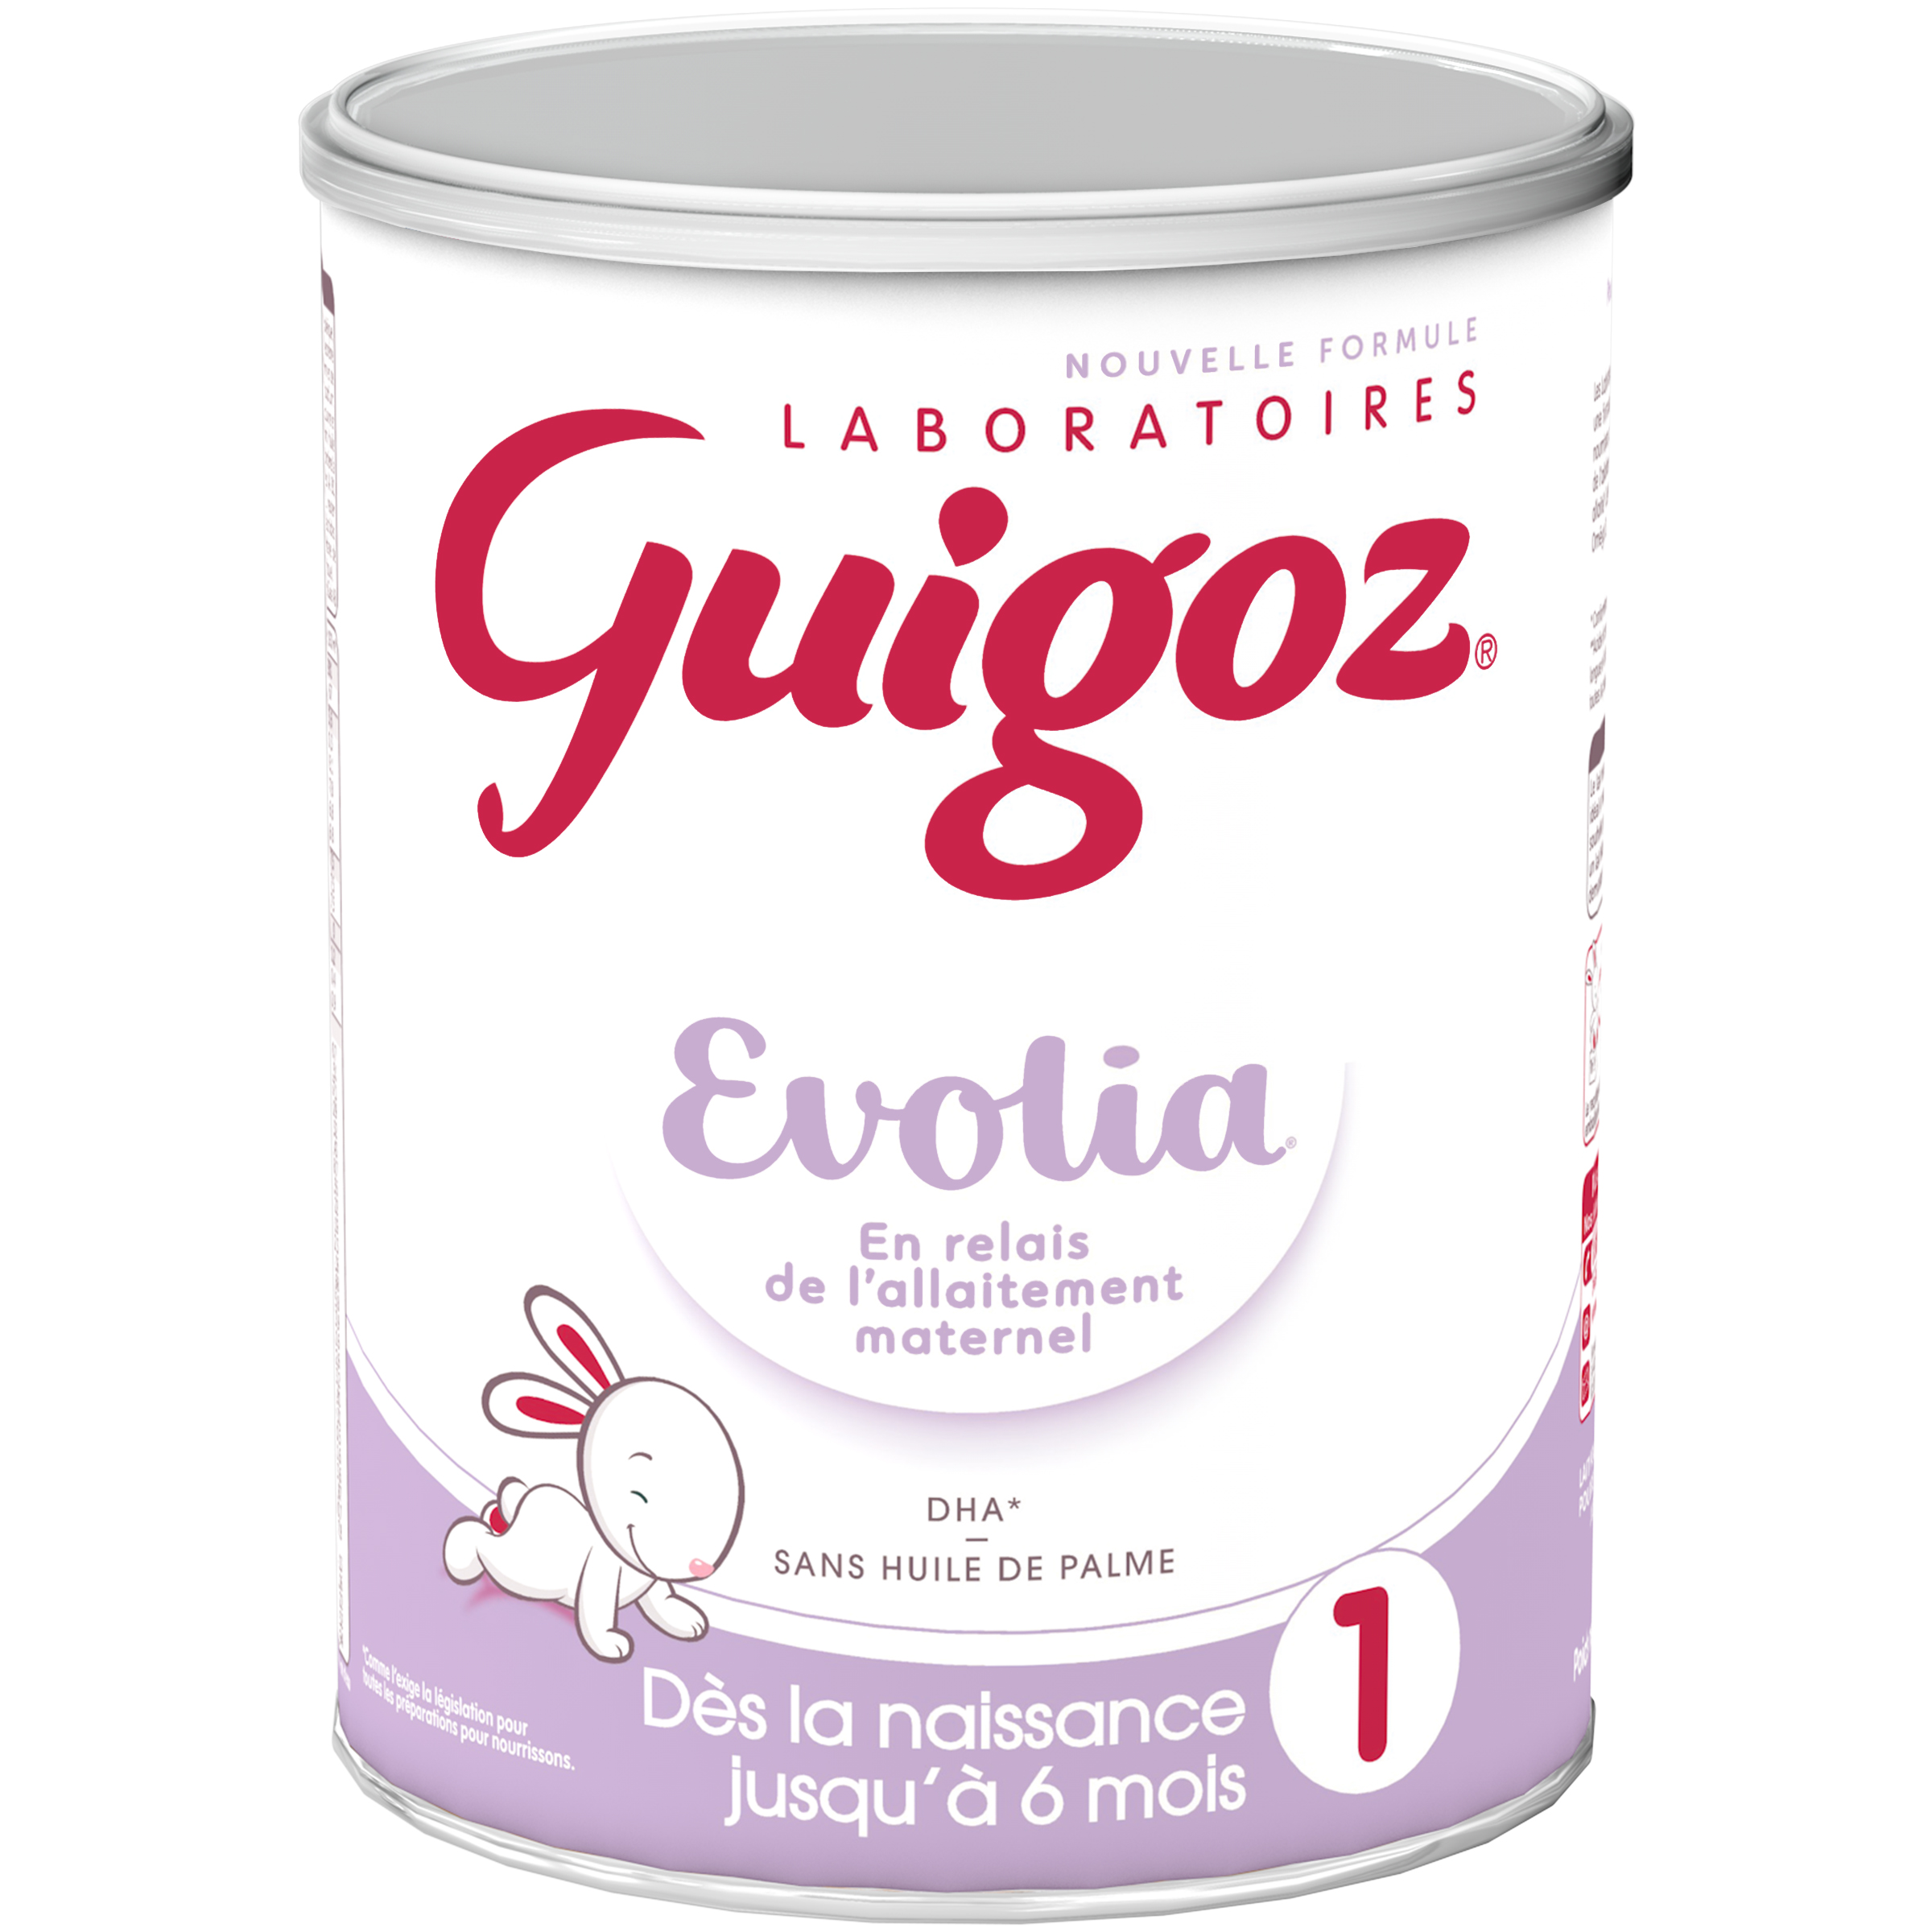 NOUVELLE FORMULE
LABORATOIRES
Guigoz®
Evolia®
En relais
de l'allaitement
maternel
DHA*
SANS HUILE DE PALME
1
Dès la naissance
jusqu'à 6 mois
*Comme l'exige la législation pour
toutes les préparations pour nourrissons.